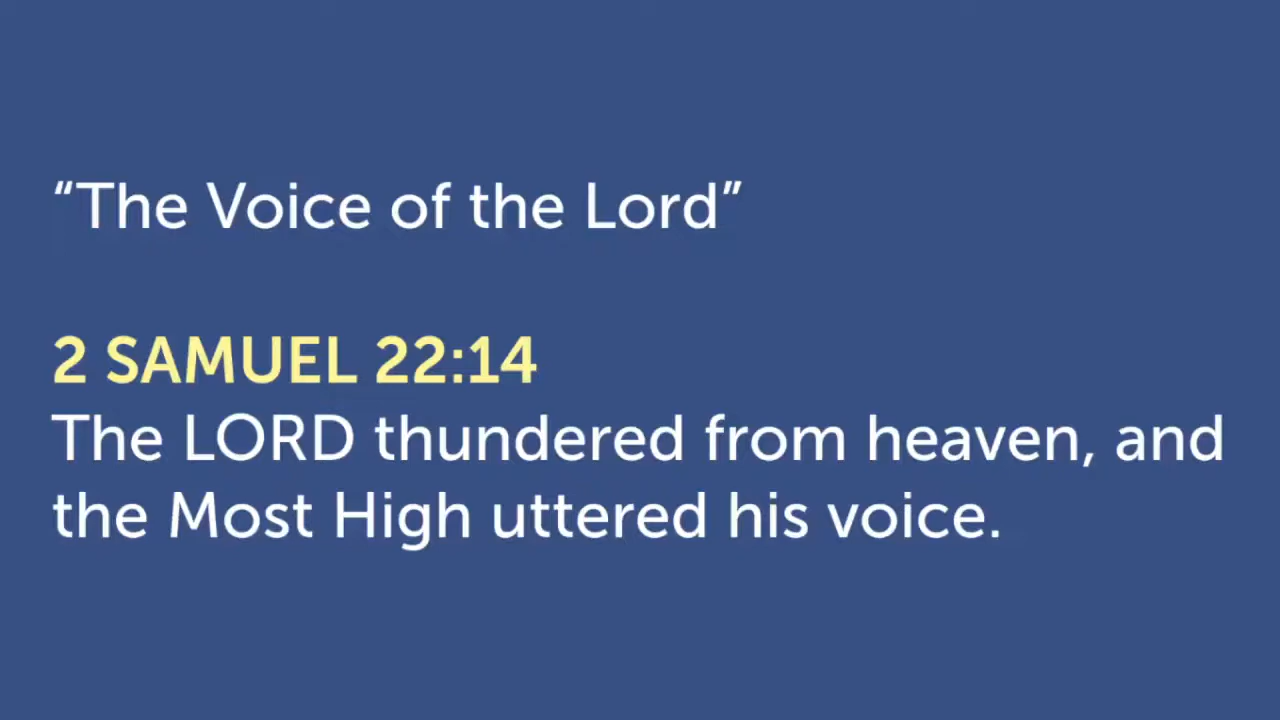 “The Voice of the Lord”
2 SAMUEL 22:14
The LORD thundered from heaven, and
the Most High uttered his voice.